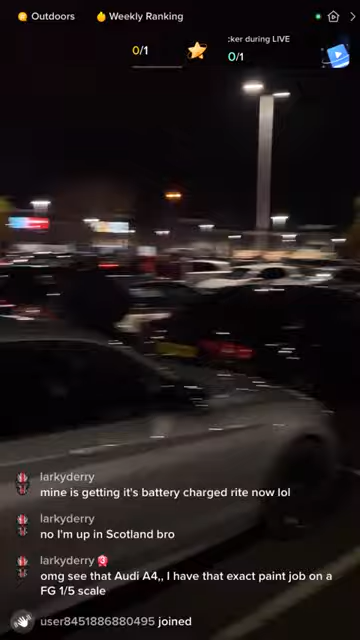 Outdoors
Weekly Ranking
:ker during LIVE
0/1
0/1
larkyderry
mine is getting it's battery charged rite now lol
larkyderry
no I'm up in Scotland bro
larkyderry
omg see that Audi A4,, I have that exact paint job on a
FG 1/5 scale
user8451886880495 joined